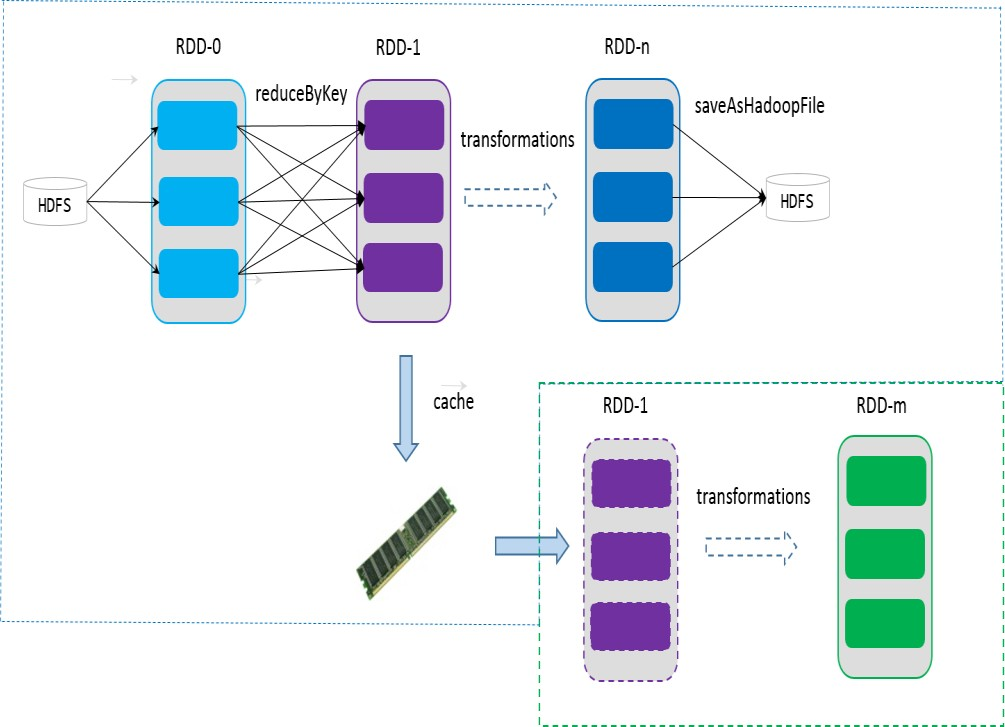 RDD-0
RDD-1
RDD-n
reduceByKey
saveAsHadoopFile
transformations
HDFS
HDFS
cache
RDD-1
RDD-m
transformations